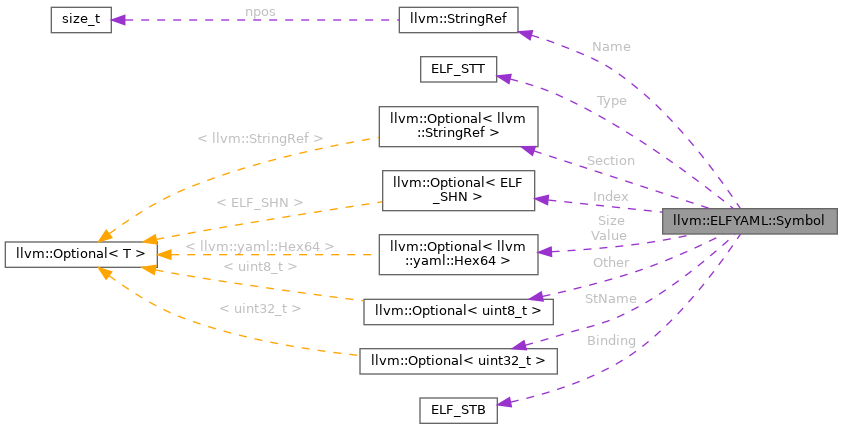 size_t
npos
llvm::StringRef
Name
ELF_STT
Type
llvm::Optional< llvm
::StringRef >
< llvm::StringRef >
Section
llvm::Optional< ELF
_SHN >
< ELF_SHN >
Index
llvm::ELFYAML::Symbol
Size
Value
llvm::Optional< T >
< llvm::yaml::Hex64 >
llvm::Optional< llvm
::yaml::Hex64 >
< uint8_t >
Other
llvm::Optional< uint8_t >
StName
< uint32_t >
Binding
llvm::Optional< uint32_t >
ELF_STB